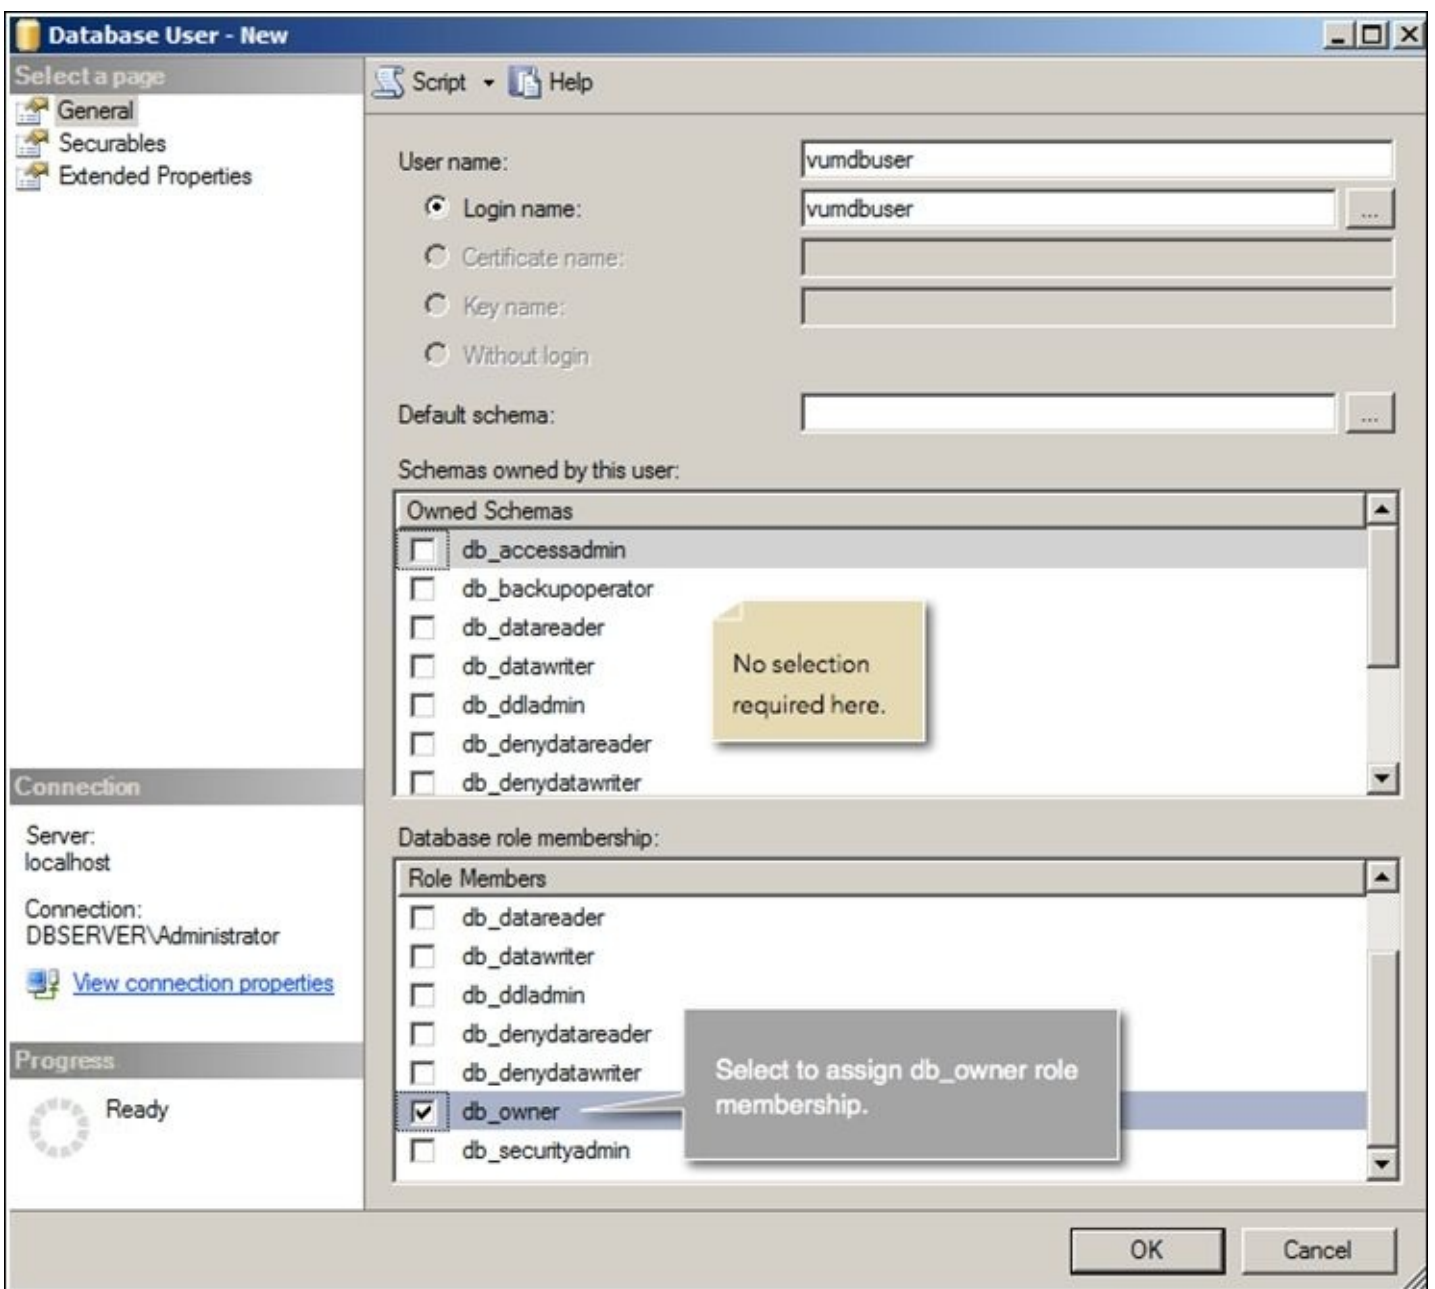 Database User - New
Select a page
General
Securables
Extended Properties
Script
Help
User name:
vumdbuser
Login name:
vumdbuser
...
Certificate name:
Key name:
Without login
Default schema:
...
Schemas owned by this user:
Owned Schemas
db_accessadmin
db_backupoperator
db_datareader
db_datawriter
db_ddladmin
db_denydatareader
db_denydatawriter
No selection
required here.
Database role membership:
Role Members
db_datareader
db_datawriter
db_ddladmin
db_denydatareader
db_denydatawriter
db_owner
db_securityadmin
Select to assign db_owner role
membership.
Connection
Server:
localhost
Connection:
DBSERVER\Administrator
View connection properties
Progress
Ready
OK
Cancel